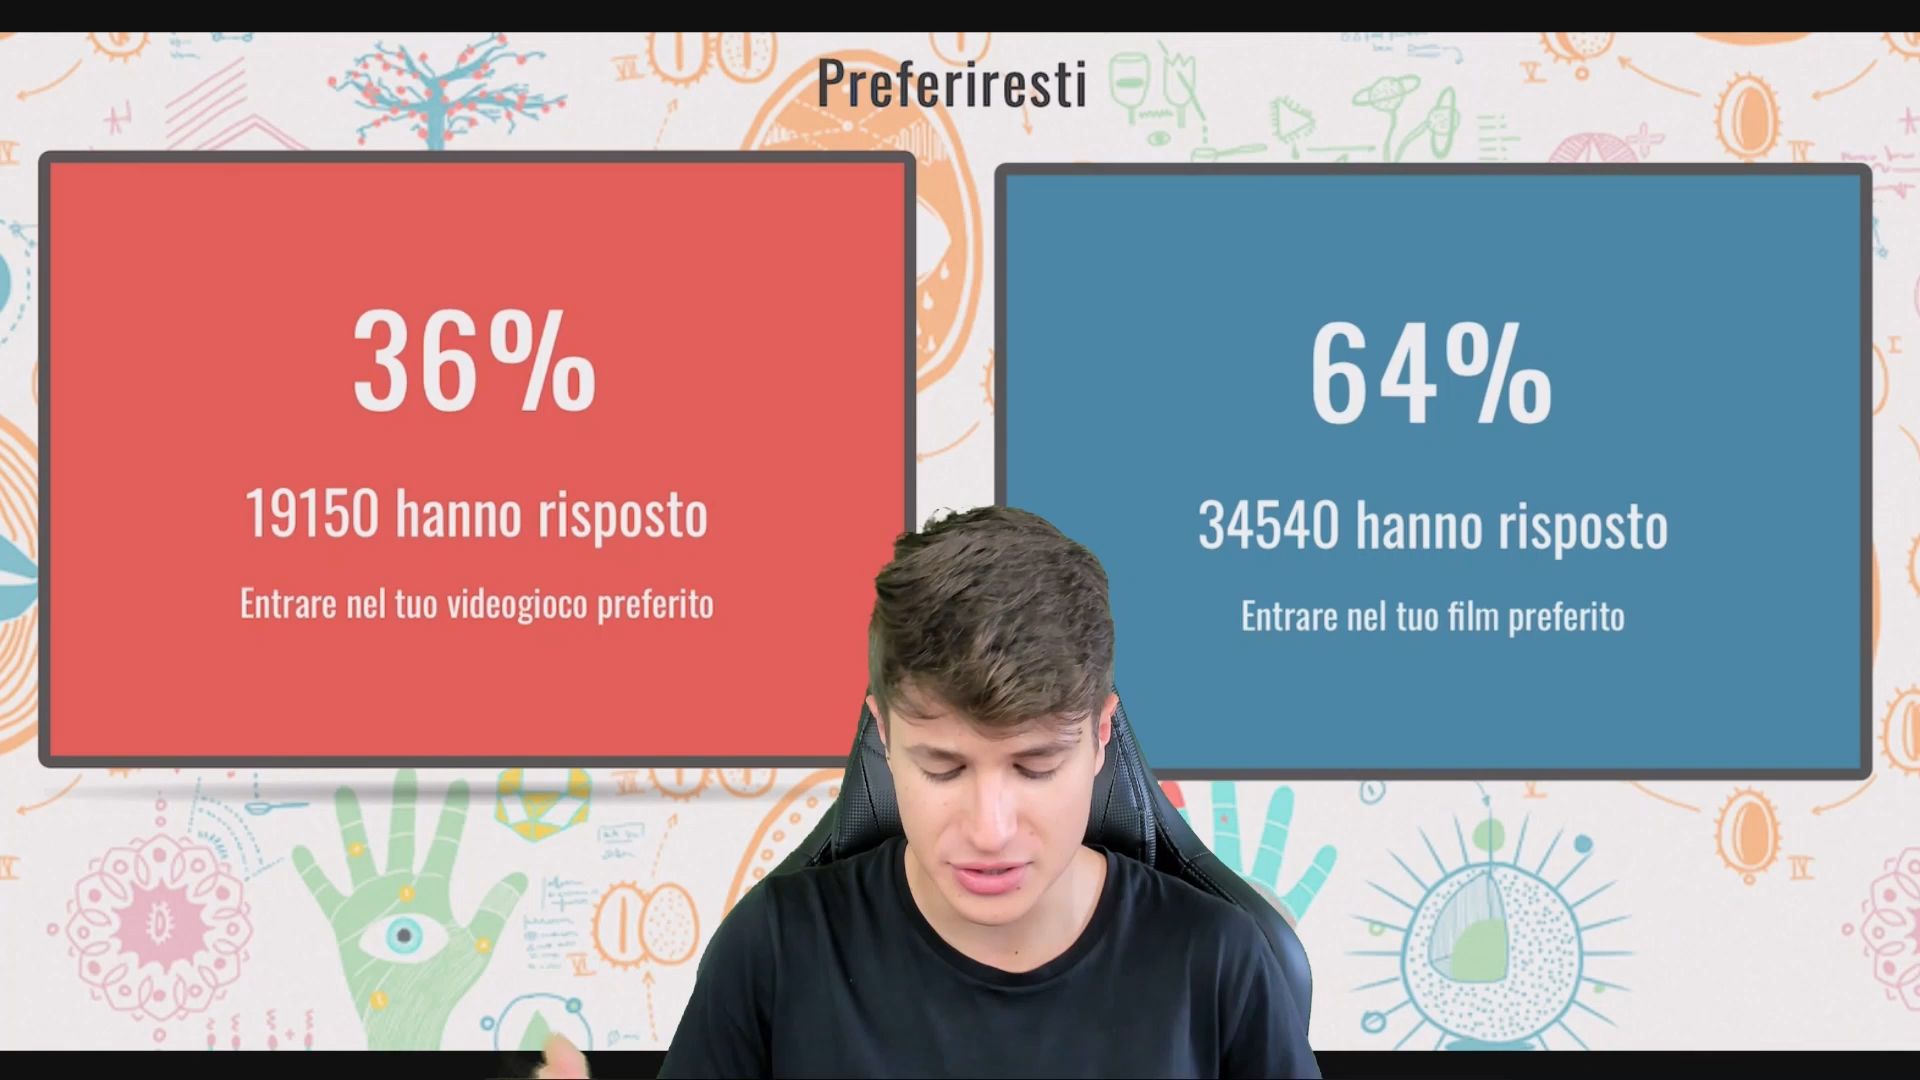 Preferiresti
36%
19150 hanno risposto
Entrare nel tuo videogioco preferito
64%
34540 hanno risposto
Entrare nel tuo film preferito